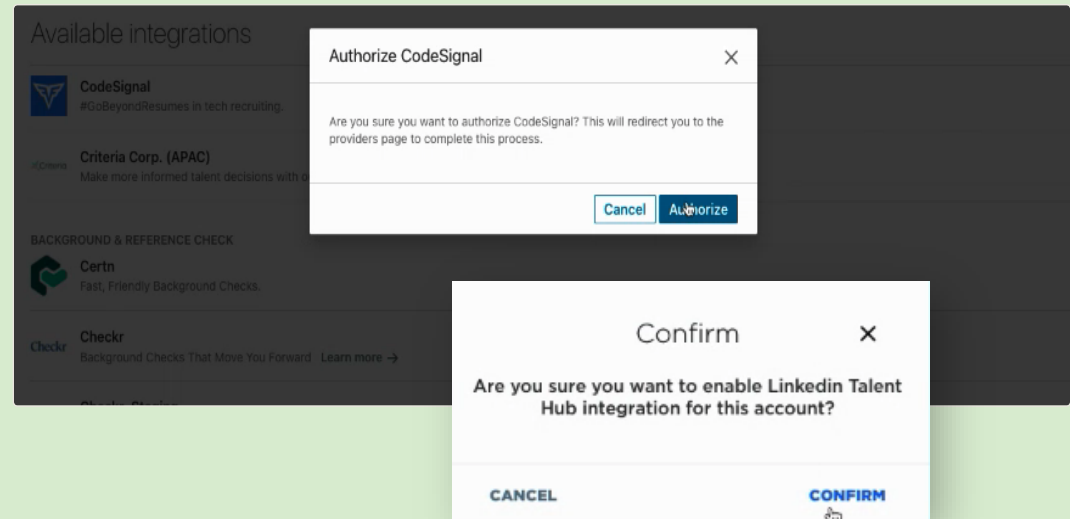 Available integrations
CodeSignal
#GoBeyondResumes in tech recruiting.
Criteria
Criteria Corp. (APAC)
Make more informed talent decisions with o
BACKGROUND & REFERENCE CHECK
Certn
Fast, Friendly Background Checks.
Checkr
Checkr
Background Checks That Move You Forward Learn more →
Authorize CodeSignal
Are you sure you want to authorize CodeSignal? This will redirect you to the
providers page to complete this process.
Cancel Authorize
Confirm
Are you sure you want to enable Linkedin Talent
Hub integration for this account?
CANCEL CONFIRM